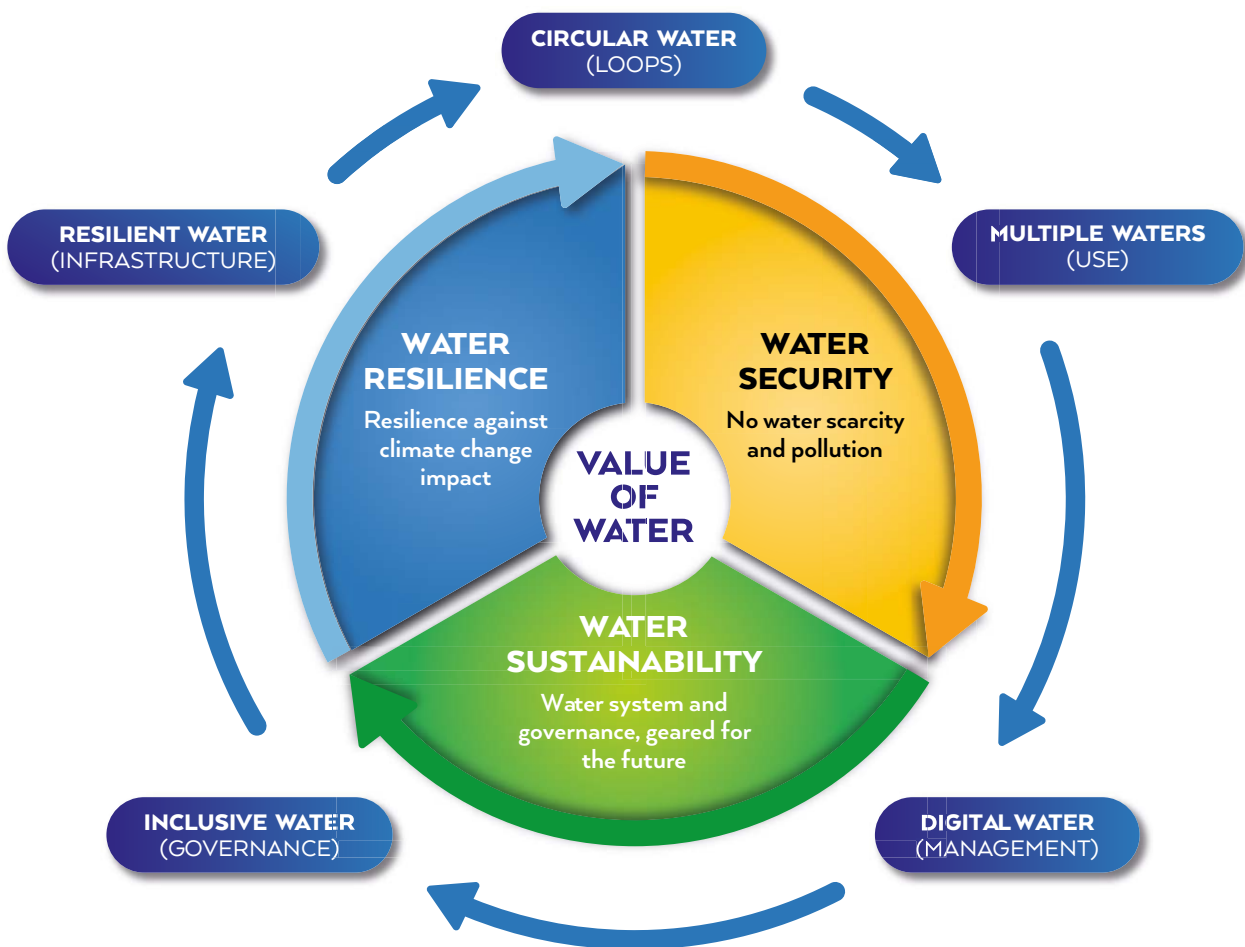 CIRCULAR WATER
(LOOPS)
RESILIENT WATER
(INFRASTRUCTURE)
MULTIPLE WATERS
(USE)
WATER
RESILIENCE
Resilience against
climate change
impact
WATER
SECURITY
No water scarcity
and pollution
VALUE
OF
WATER
WATER
SUSTAINABILITY
Water system and
governance, geared for
the future
INCLUSIVE WATER
(GOVERNANCE)
DIGITAL WATER
(MANAGEMENT)